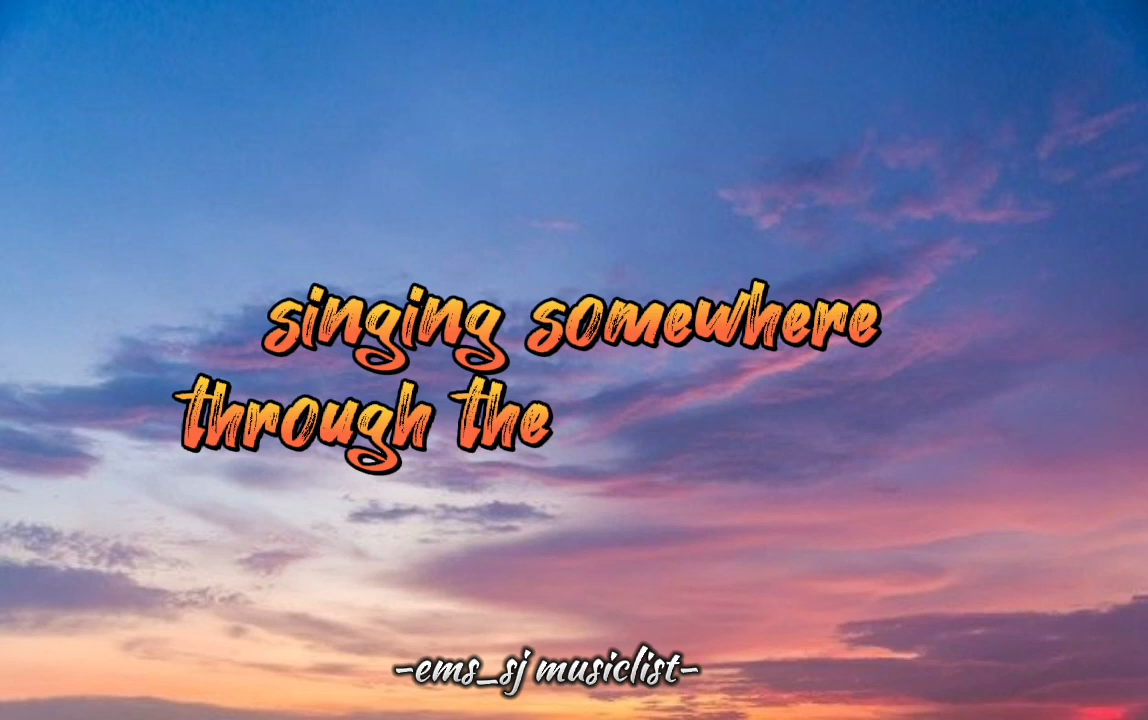 singing somewhere
through the
-ems_sj musiclist-